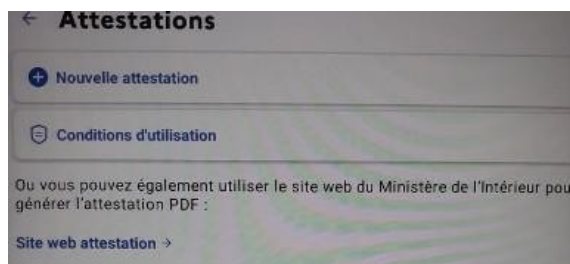 ← Attestations
Nouvelle attestation
Conditions d'utilisation
Ou vous pouvez également utiliser le site web du Ministère de l'Intérieur pou
générer l'attestation PDF :
Site web attestation →